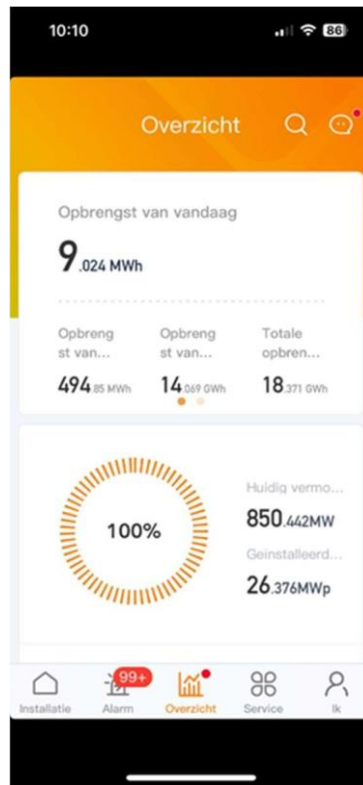 10:10
86
Overzicht
Opbrengst van vandaag
9.024 MWh
Opbreng
st van...
494.85 MWh
Opbreng
st van...
14.069 GWh
Totale
opbren...
18.371 GWh
100%
Huidig vermo...
850.442MW
Geïnstalleerd...
26.376MWp
Installatie
99+
Alarm
Overzicht
Service
Ik